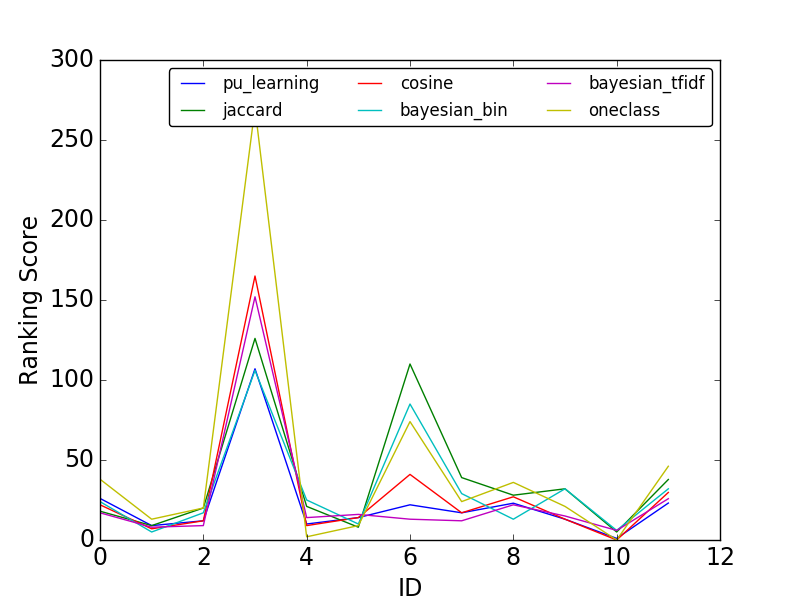 300
250
200
150
100
50
0
Ranking Score
pu_learning
cosine
bayesian_tfidf
jaccard
bayesian_bin
oneclass
0 2 4 6 8 10 12
ID